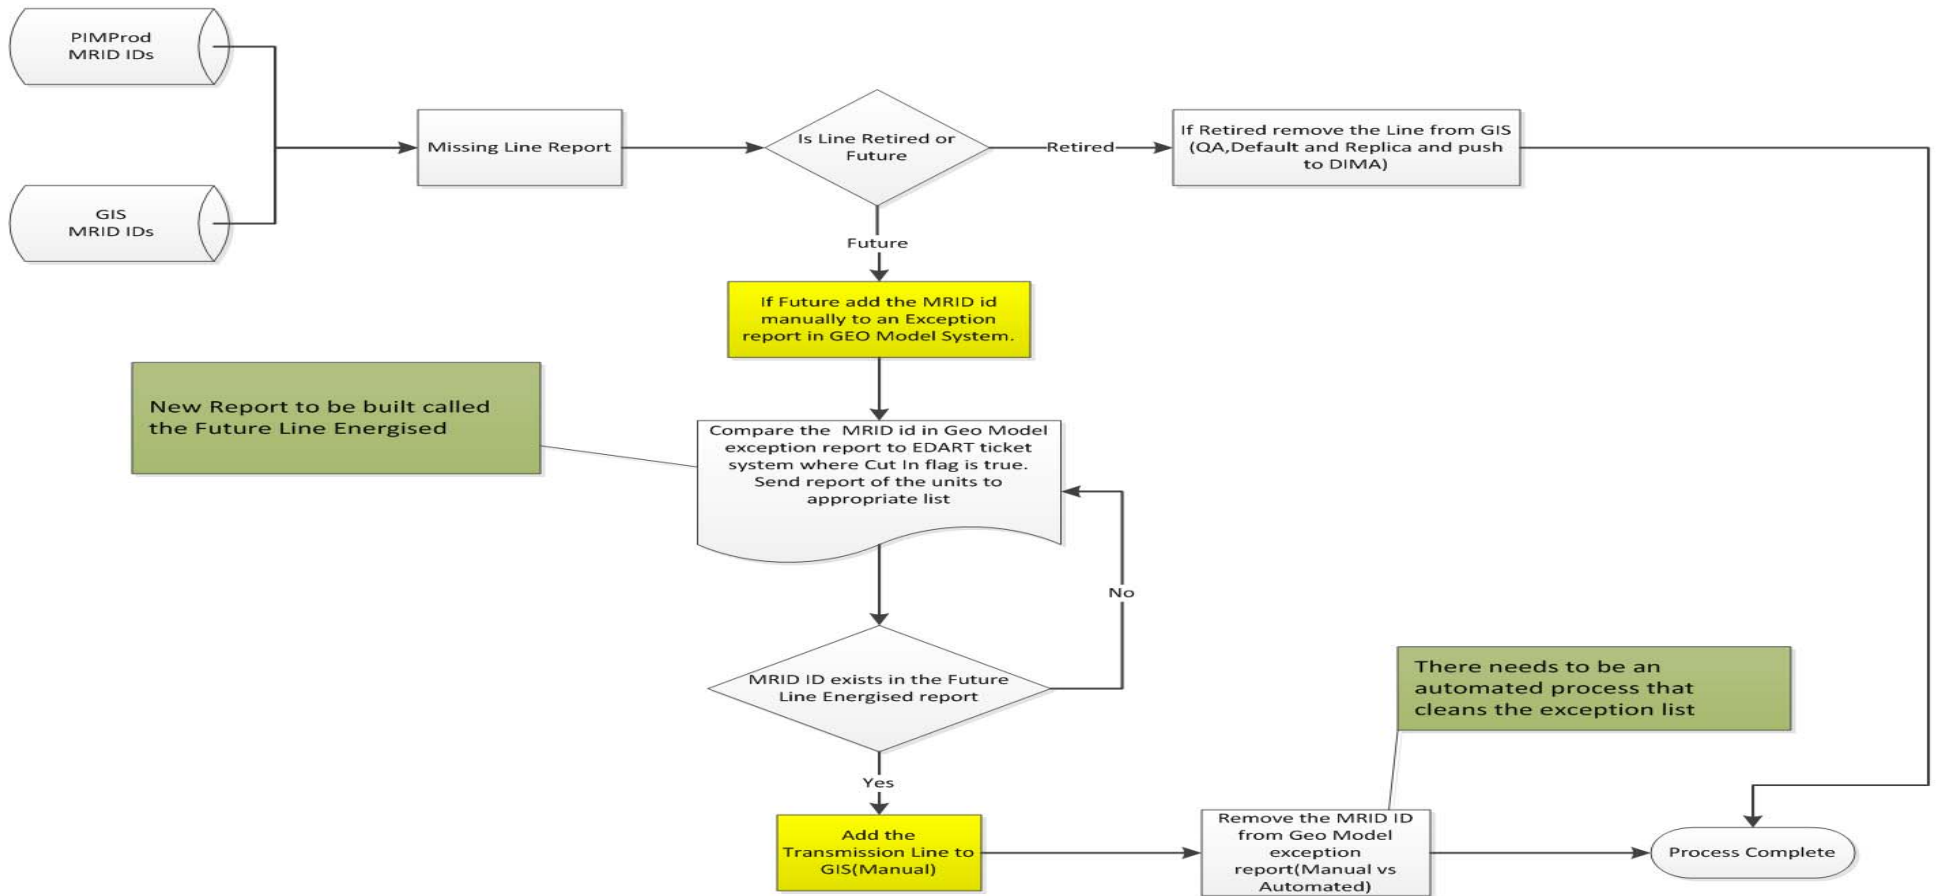 PIMProd
MRID IDs
GIS
MRID IDs
Missing Line Report
Is Line Retired or
Future
Retired
If Retired remove the Line from GIS
(QA,Default and Replica and push
to DIMA)
Future
If Future add the MRID id
manually to an Exception
report in GEO Model System.
New Report to be built called
the Future Line Energised
Compare the MRID id in Geo Model
exception report to EDART ticket
system where Cut In flag is true.
Send report of the units to
appropriate list
No
MRID ID exists in the Future
Line Energised report
There needs to be an
automated process that
cleans the exception list
Yes
Add the
Transmission Line to
GIS(Manual)
Remove the MRID ID
from Geo Model
exception
report(Manual vs
Automated)
Process Complete